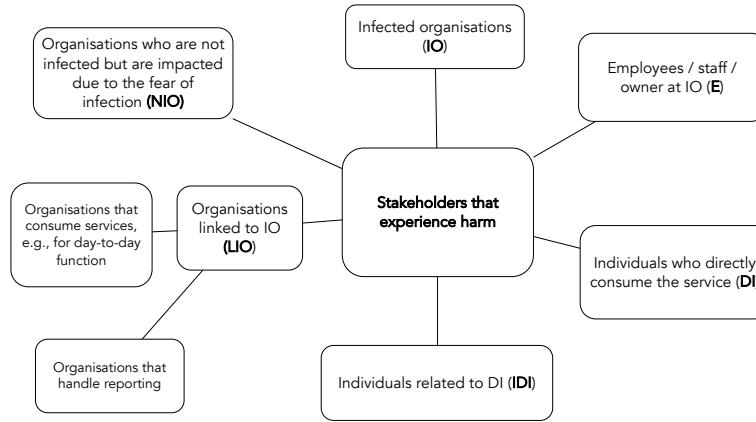 Infected organisations
(IO)
Organisations who are not
infected but are impacted
due to the fear of
infection (NIO)
Employees / staff /
owner at IO (E)
Stakeholders that
experience harm
Organisations that
consume services,
e.g., for day-to-day
function
Organisations
linked to IO
(LIO)
Individuals who directly
consume the service (DI
Organisations that
handle reporting
Individuals related to DI (IDI)